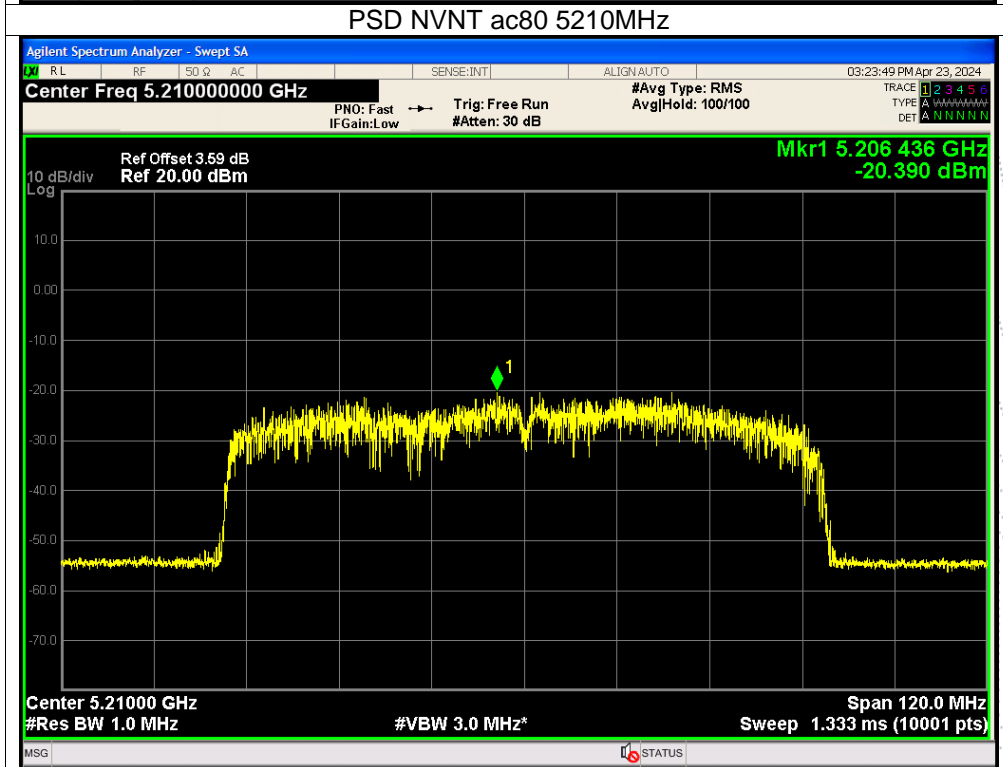 PSD NVNT ac80 5210MHz
Agilent Spectrum Analyzer - Swept SA
LXI RL RF 50 Ω AC SENSE:INT ALIGNAUTO 03:23:49 PM Apr 23, 2024
Center Freq 5.210000000 GHz
PNO: Fast
IFGain:Low
Trig: Free Run
#Atten: 30 dB
#Avg Type: RMS
Avg|Hold: 100/100
TRACE 1 2 3 4 5 6
TYPE A WWWWWW
DET A N N N N N
Mkr1 5.206 436 GHz
-20.390 dBm
Ref Offset 3.59 dB
10 dB/div Ref 20.00 dBm
Log
10.0
0.00
-10.0
1
-20.0
-30.0
-40.0
-50.0
-60.0
-70.0
Center 5.21000 GHz Span 120.0 MHz
#Res BW 1.0 MHz #VBW 3.0 MHz* Sweep 1.333 ms (10001 pts)
MSG STATUS